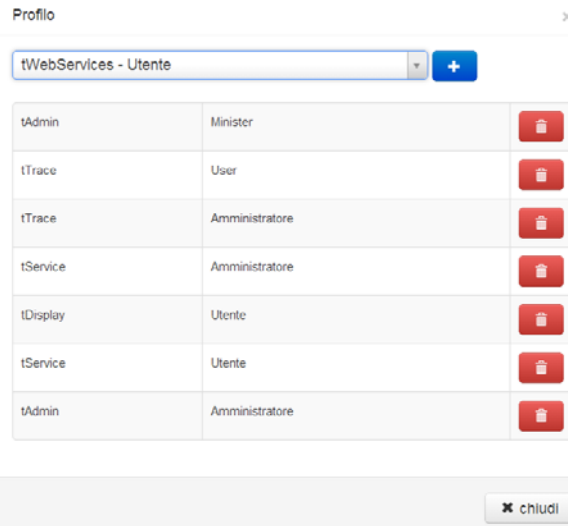 Profilo
tWebServices - Utente
tAdmin Minister
tTrace User
tTrace Amministratore
tService Amministratore
tDisplay Utente
tService Utente
tAdmin Amministratore
chiudi